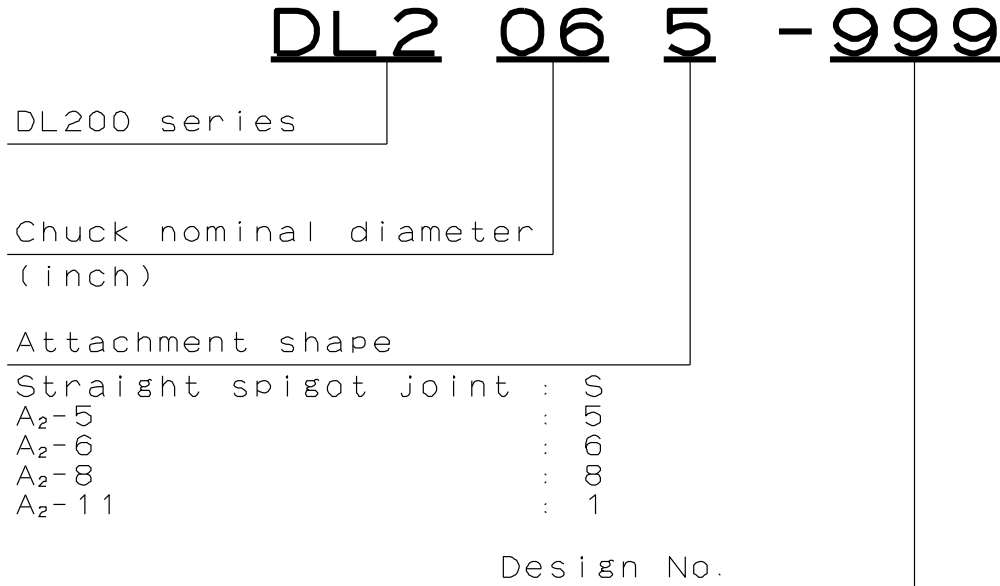 DL2 06 5 -999
DL200 series
Chuck nominal diameter
(inch)
Attachment shape
Straight spigot joint : S
A₂-5 : 5
A₂-6 : 6
A₂-8 : 8
A₂-11 : 1
Design No.